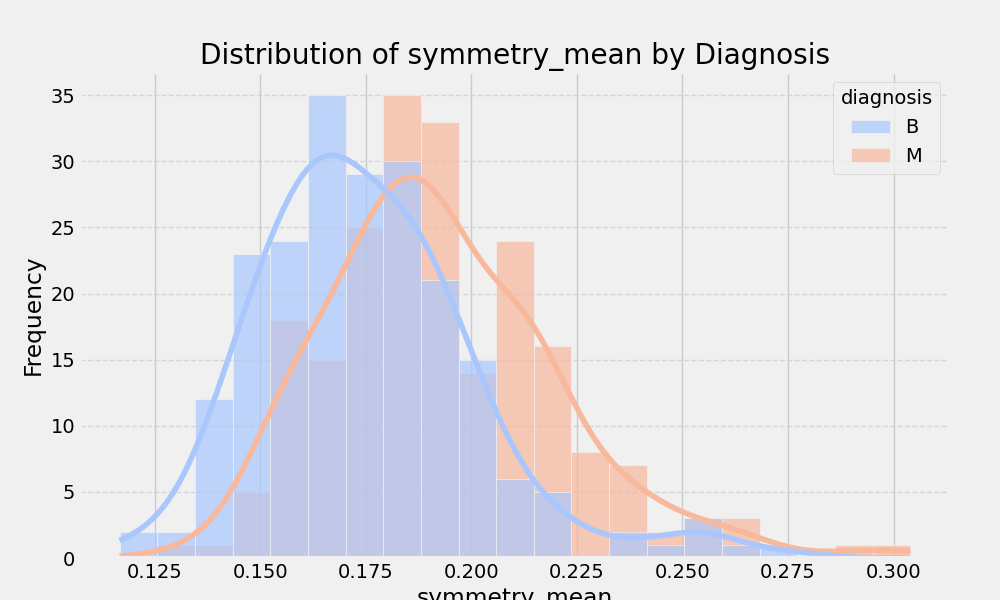 Distribution of symmetry_mean by Diagnosis
diagnosis
B
M
Frequency
35
30
25
20
15
10
5
0
0.125 0.150 0.175 0.200 0.225 0.250 0.275 0.300
symmetry_mean